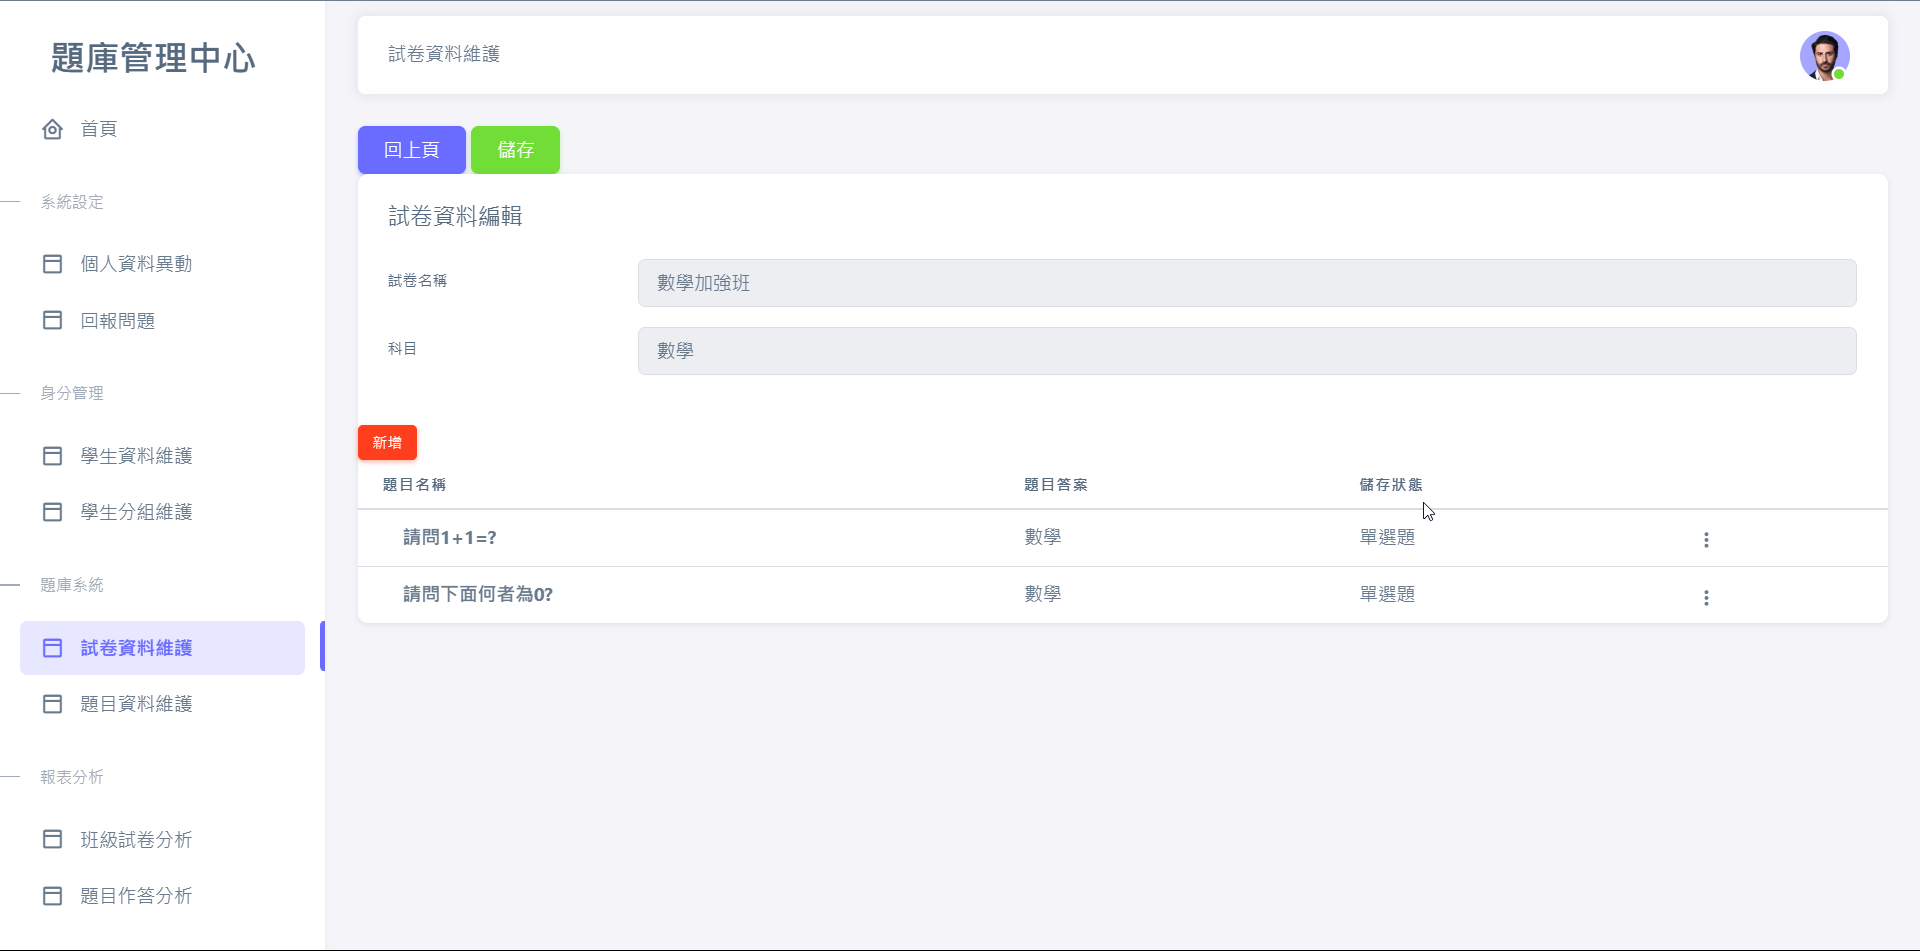 題庫管理中心
首頁
系統設定
個人資料異動
回報問題
身分管理
學生資料維護
學生分組維護
題庫系統
試卷資料維護
題目資料維護
報表分析
班級試卷分析
題目作答分析
試卷資料維護
回上頁 儲存
試卷資料編輯
試卷名稱 數學加強班
科目 數學
新增
題目名稱 題目答案 儲存狀態
請問1+1=? 數學 單選題
請問下面何者為0? 數學 單選題